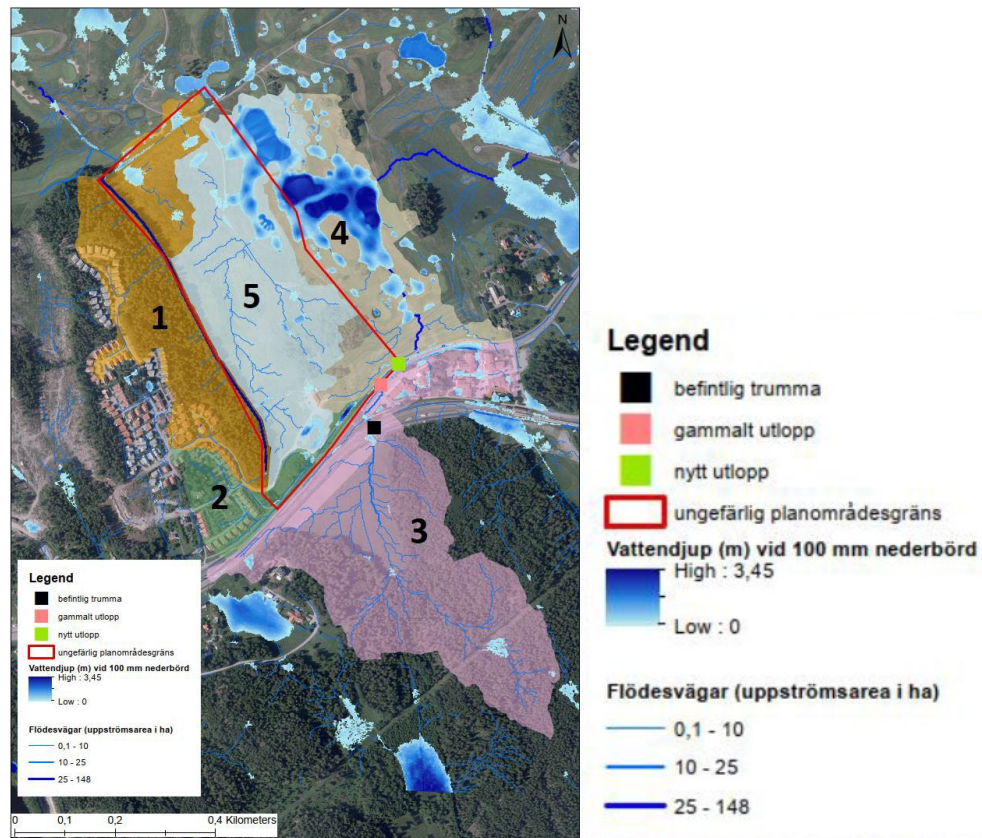 N
4
5
1
2
3
Legend
befintlig trumma
gammalt utlopp
nytt utlopp
ungefärlig planområdesgräns
Vattendjup (m) vid 100 mm nederbörd
High : 3,45
Low : 0
Flödesvägar (uppströmsarea i ha)
0,1 - 10
10 - 25
25 - 148
0 0,1 0,2 0,4 Kilometers
Legend
befintlig trumma
gammalt utlopp
nytt utlopp
ungefärlig planområdesgräns
Vattendjup (m) vid 100 mm nederbörd
High : 3,45
Low : 0
Flödesvägar (uppströmsarea i ha)
0,1 - 10
10 - 25
25 - 148